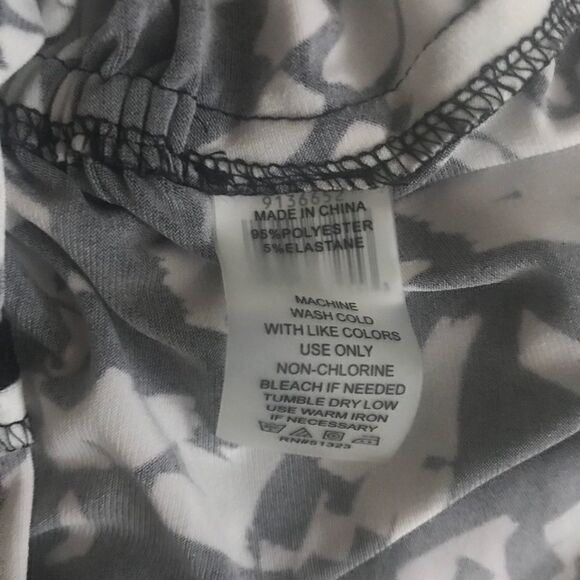 MADE IN CHINA
95%POLYESTER
5%ELASTANE
MACHINE
WASH COLD
WITH LIKE COLORS
USE ONLY
NON-CHLORINE
BLEACH IF NEEDED
TUMBLE DRY LOW
USE WARM IRON
IF NECESSARY
RN#51323